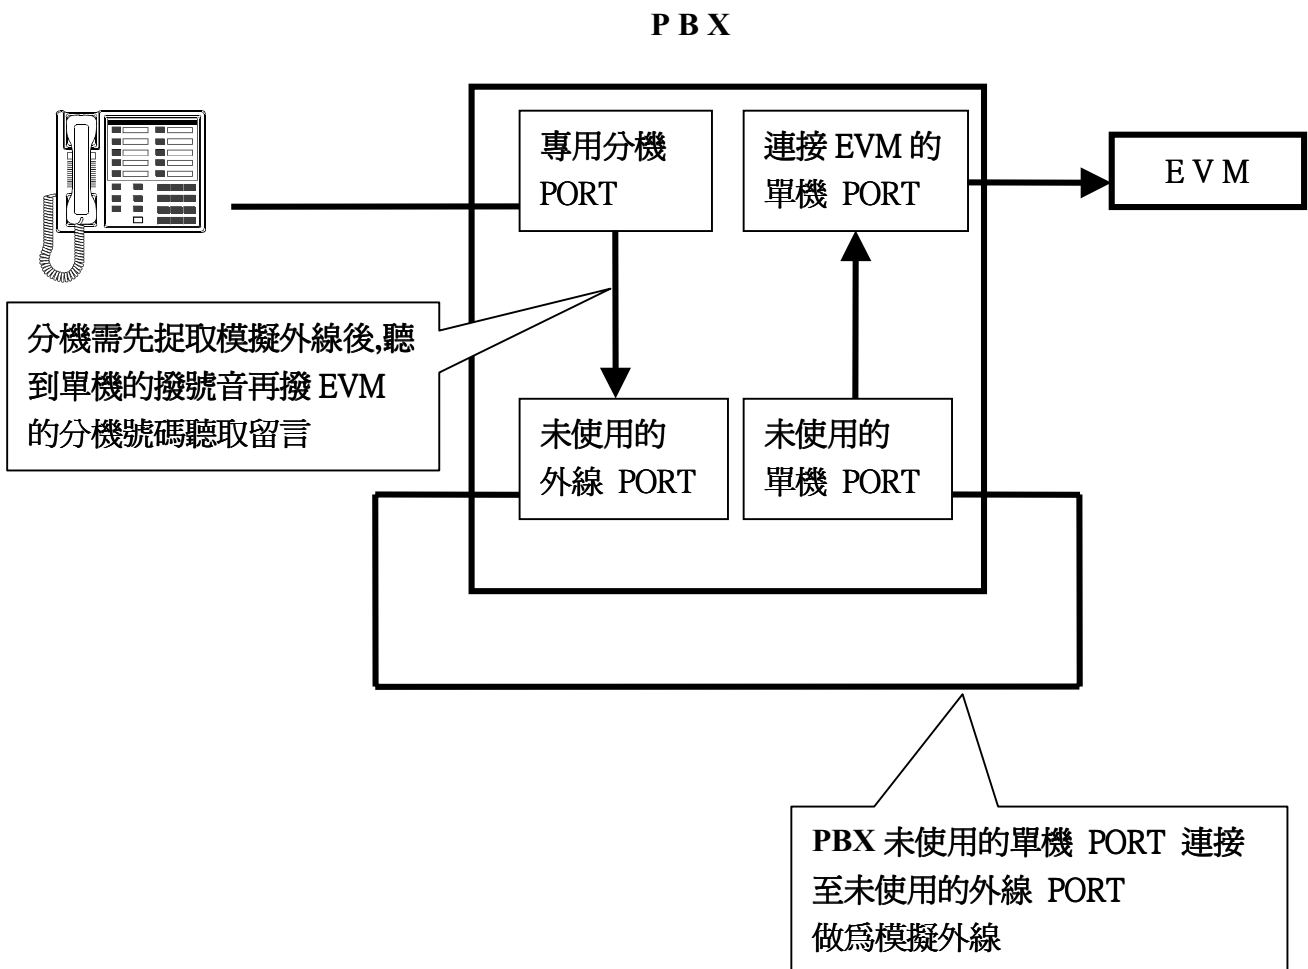 P B X
專用分機
PORT
連接 EVM 的
單機 PORT
E V M
分機需先捉取模擬外線後,聽
到單機的撥號音再撥 EVM
的分機號碼聽取留言
未使用的
外線 PORT
未使用的
單機 PORT
PBX 未使用的單機 PORT 連接
至未使用的外線 PORT
做為模擬外線